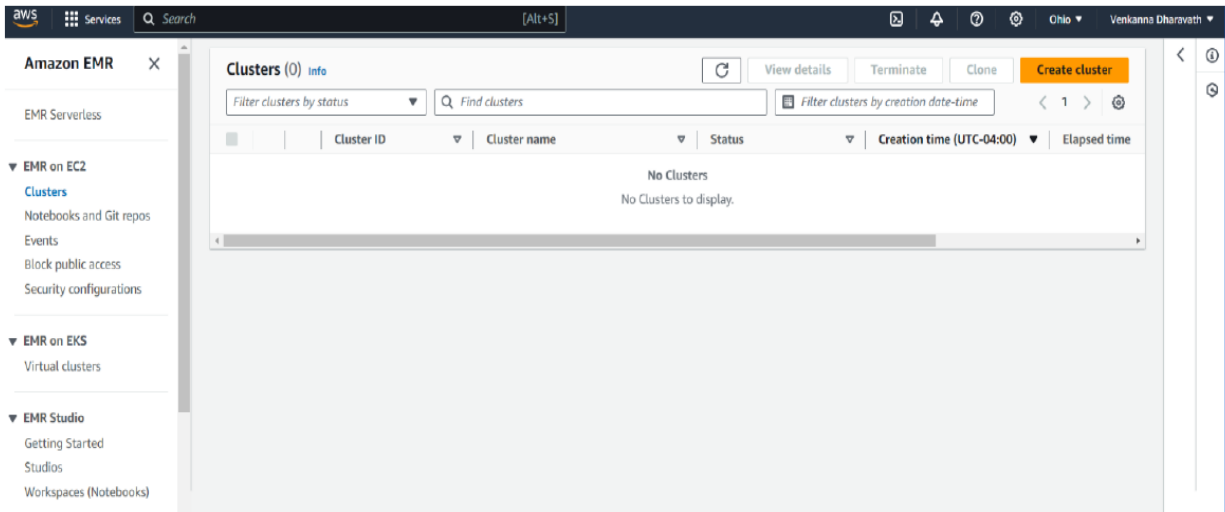 aws Services Search [Alt+S] Ohio Venkanna Dharavath
Amazon EMR
EMR Serverless
EMR on EC2
Clusters
Notebooks and Git repos
Events
Block public access
Security configurations
EMR on EKS
Virtual clusters
EMR Studio
Getting Started
Studios
Workspaces (Notebooks)
Clusters (0) Info View details Terminate Clone Create cluster
Filter clusters by status Find clusters Filter clusters by creation date-time 1
Cluster ID Cluster name Status Creation time (UTC-04:00) Elapsed time
No Clusters
No Clusters to display.